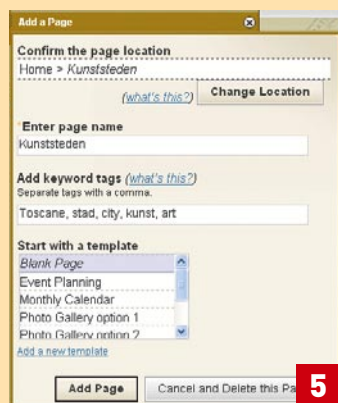 Add a Page
Confirm the page location
Home > Kunststeden
(what's this?) Change Location
*Enter page name
Kunststeden
Add keyword tags (what's this?)
Separate tags with a comma.
Toscane, stad, city, kunst, art
Start with a template
Blank Page
Event Planning
Monthly Calendar
Photo Gallery option 1
Photo Gallery option 2
Add a new template
Add Page Cancel and Delete this Pa
5